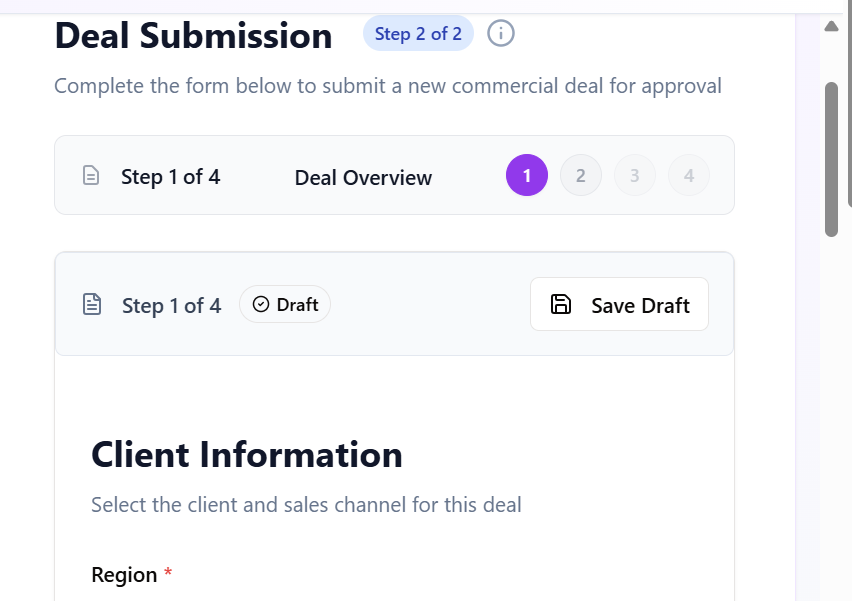 Deal Submission Step 2 of 2
Complete the form below to submit a new commercial deal for approval
Step 1 of 4 Deal Overview 1 2 3 4
Step 1 of 4 Draft Save Draft
Client Information
Select the client and sales channel for this deal
Region *